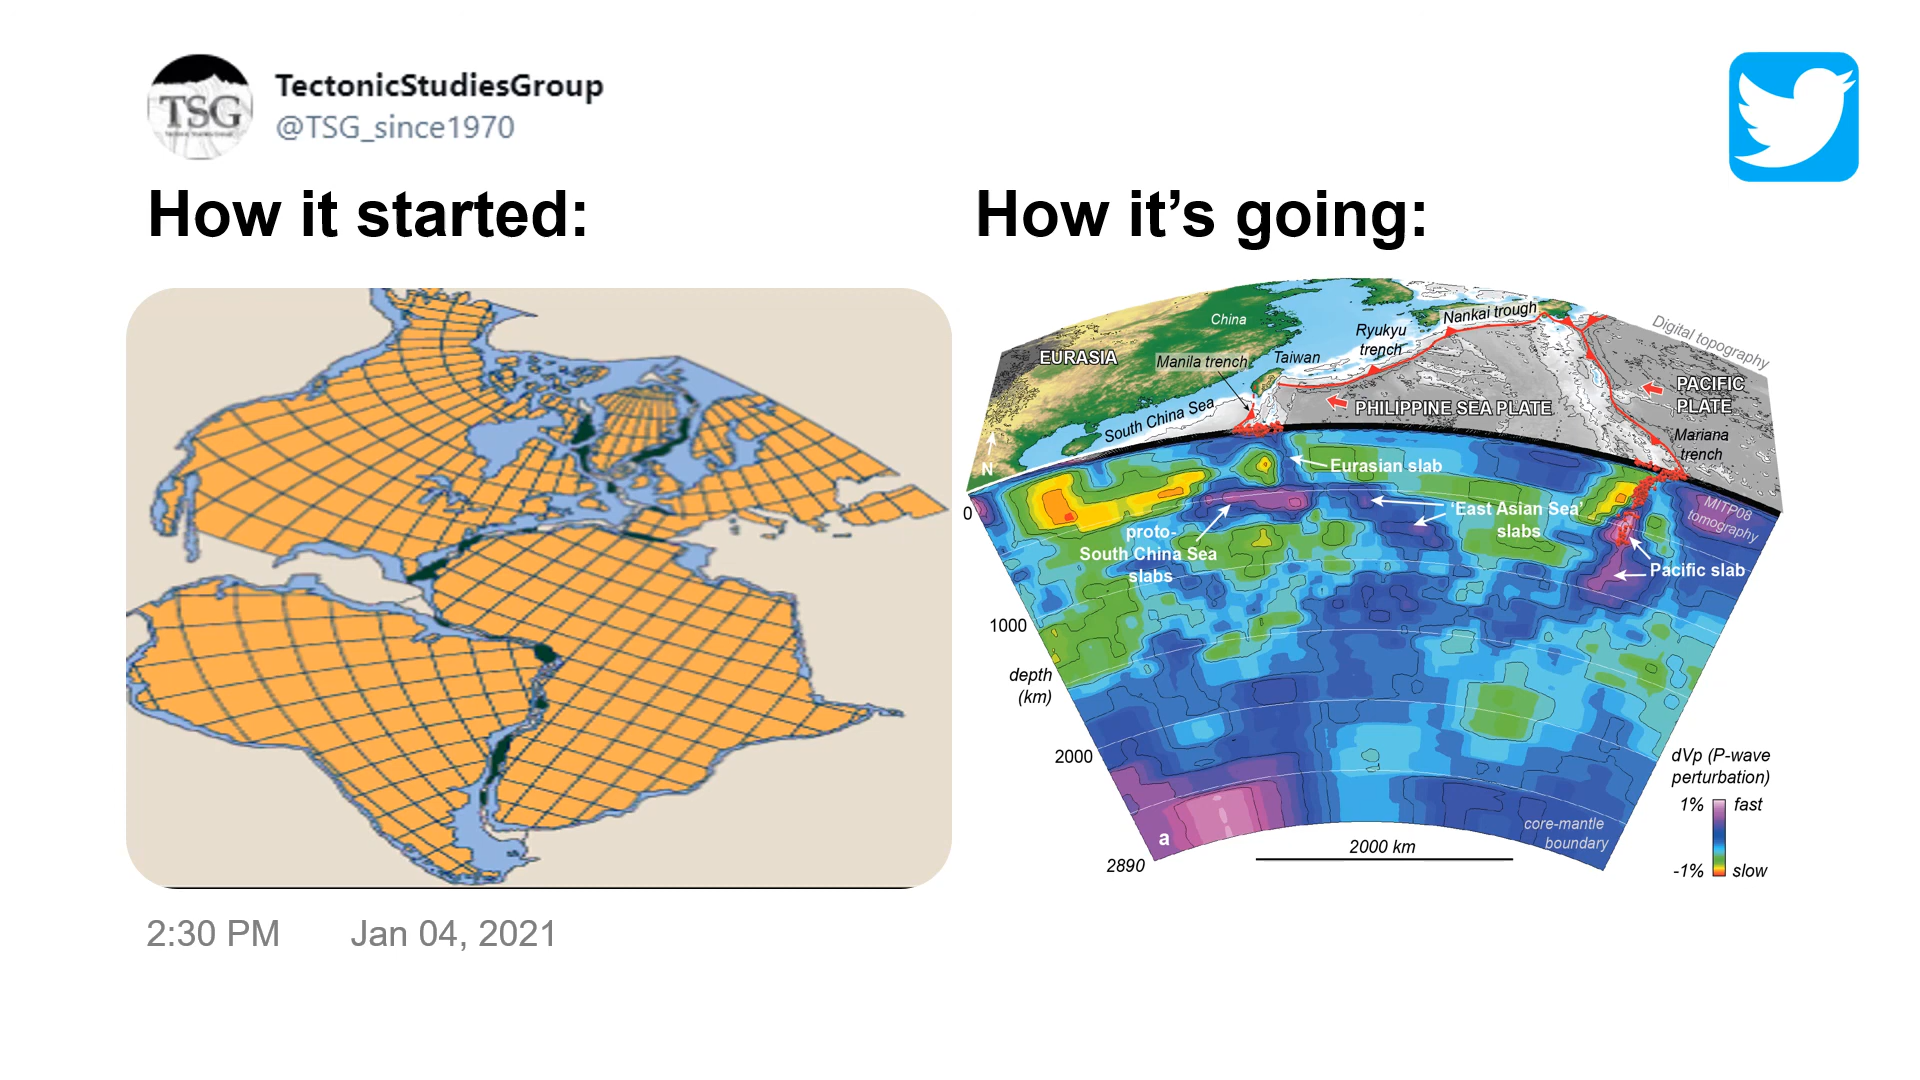 TSG
TectonicStudiesGroup
@TSG_since1970
How it started:
How it's going:
Digital topography
China
Nankai trough
Ryukyu
trench
EURASIA
Manila trench
Taiwan
PACIFIC
PLATE
PHILIPPINE SEA PLATE
South China Sea
Mariana
trench
N
Eurasian slab
0
'East Asian Sea'
slabs
MITP08
tomography
proto-
South China Sea
slabs
Pacific slab
1000
depth
(km)
2000
dVp (P-wave
perturbation)
1% fast
-1% slow
core-mantle
boundary
a
2000 km
2890
2:30 PM Jan 04, 2021